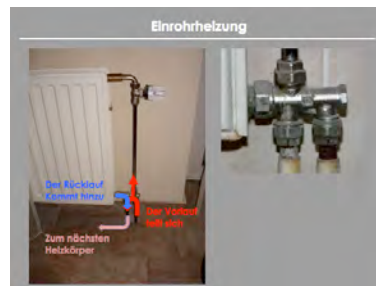 Einrohrheizung
Der Rücklauf
Kommt hinzu
Der Vorlauf
teilt sich
Zum nächsten
Heizkörper